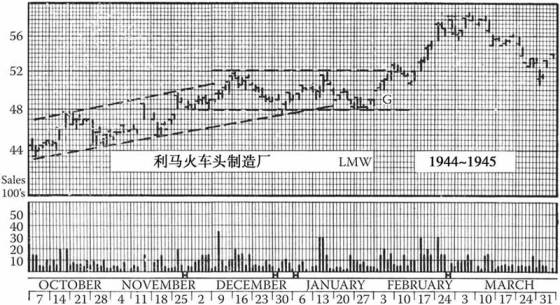 56
52
48
G
44
利马火车头制造厂 LMW 1944~1945
Sales
100's
50
40
30
20
10
OCTOBER NOVEMBER DECEMBER JANUARY FEBRUARY MARCH
7 14 21 28 4 11 18 25 2 9 16 23 30 6 13 20 27 3 10 17 24 3 10 17 24 31